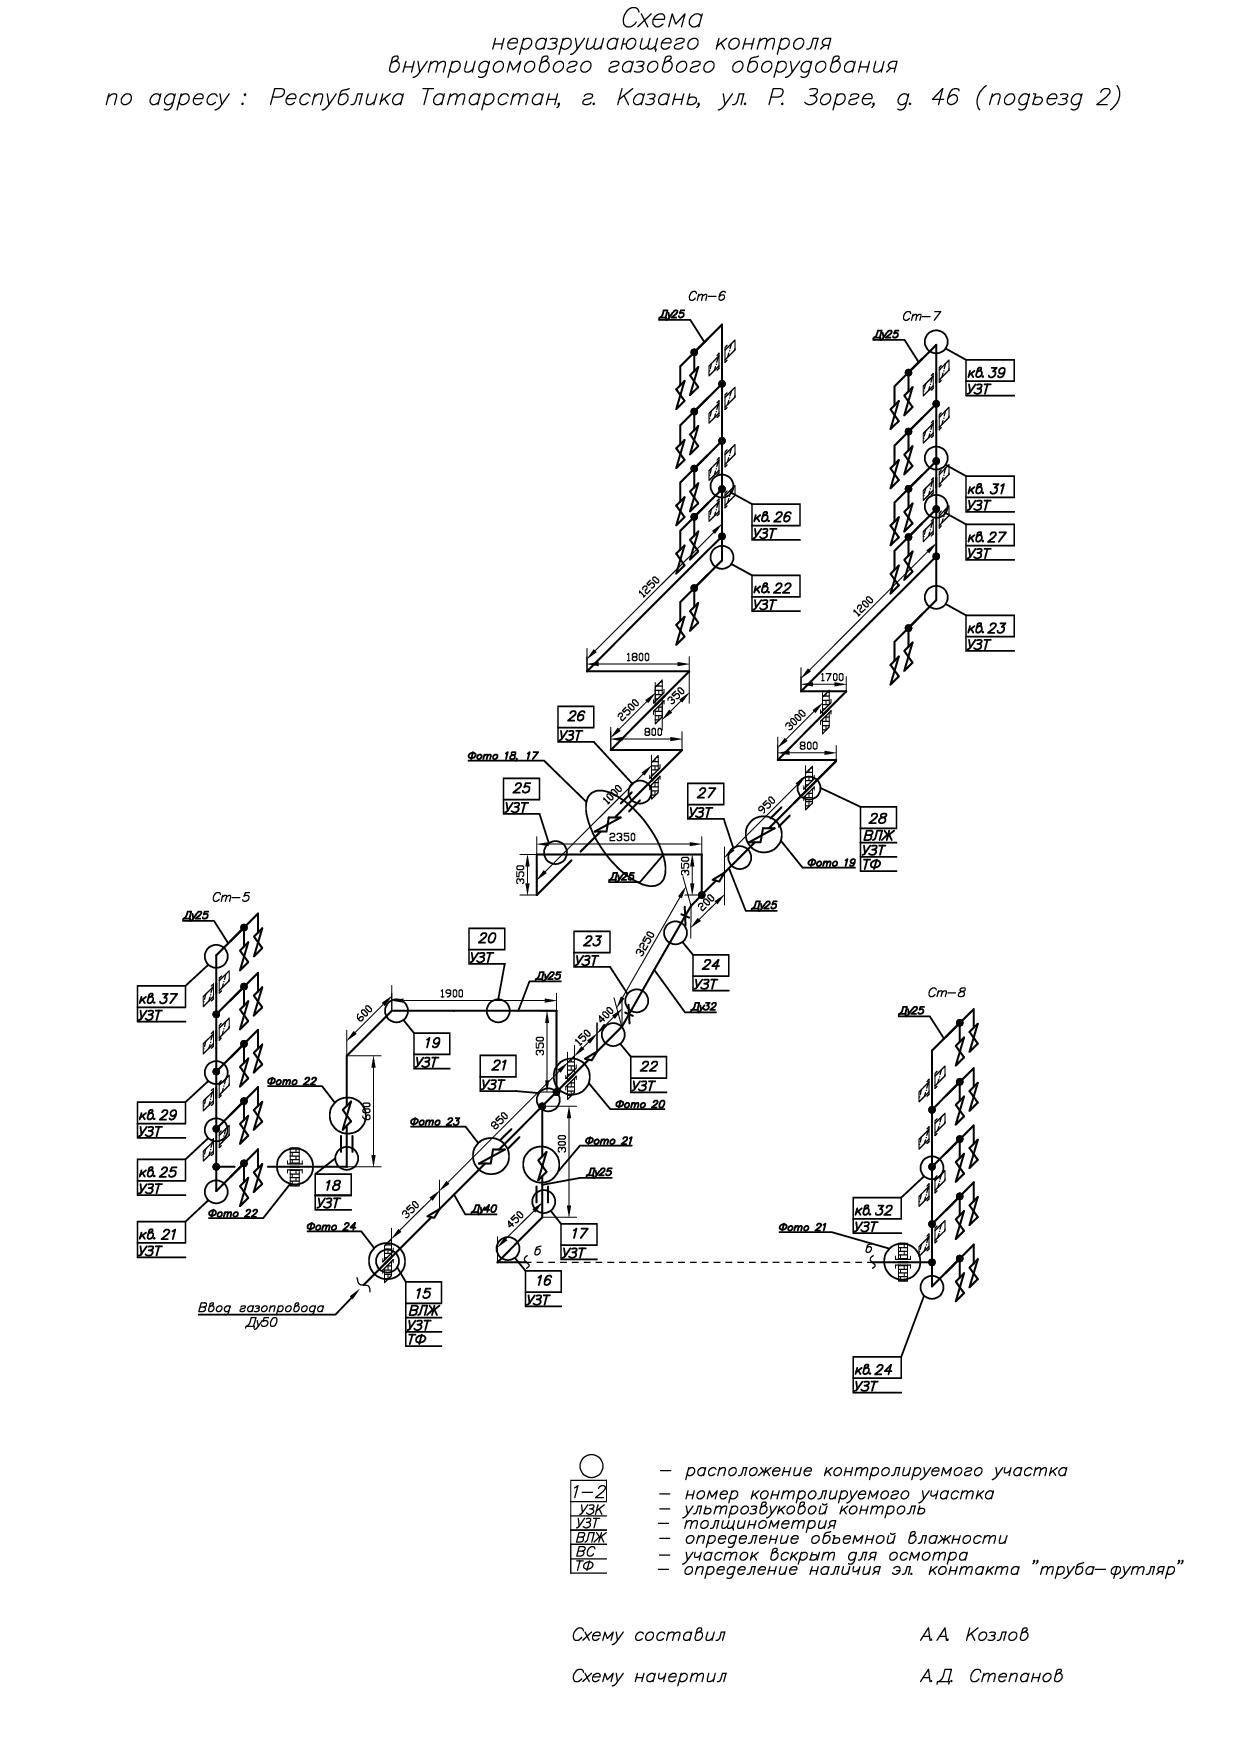 Схема
неразрушающего контроля
внутридомового газового оборудования
по адресу : Республика Татарстан, г. Казань, ул. Р. Зорге, д. 46 (подъезд 2)
Ст-6
Ду25
Ст-7
Ду25
кв. 39
УЗТ
кв. 31
УЗТ
кв. 26
УЗТ
кв. 27
УЗТ
кв. 22
УЗТ
кв. 23
УЗТ
1250
1200
1800
1700
350
2500
3000
800
800
26
УЗТ
Фото 18, 17
25
УЗТ
1000
27
УЗТ
950
28
ВЛЖ
УЗТ
ТФ
2350
Фото 19
350
350
Ду25
200
Ду25
Ст-5
Ду25
20
УЗТ
23
УЗТ
3250
24
УЗТ
Ду25
кв. 37
УЗТ
1900
600
Ду32
Ст-8
Ду25
400
150
350
19
УЗТ
21
УЗТ
22
УЗТ
Фото 22
600
кв. 29
УЗТ
Фото 20
850
Фото 23
300
Фото 21
кв. 25
УЗТ
Ду25
18
УЗТ
Фото 22
350
Ду40
450
кв. 32
УЗТ
кв. 21
УЗТ
Фото 24
17
УЗТ
Фото 21
б
б
16
УЗТ
15
ВЛЖ
УЗТ
ТФ
Ввод газопровода
Ду50
кв. 24
УЗТ
– расположение контролируемого участка
1-2 – номер контролируемого участка
УЗК – ультрозвуковой контроль
УЗТ – толщинометрия
ВЛЖ – определение объемной влажности
ВС – участок вскрыт для осмотра
ТФ – определение наличия эл. контакта "труба-футляр"
Схему составил А.А. Козлов
Схему начертил А.Д. Степанов